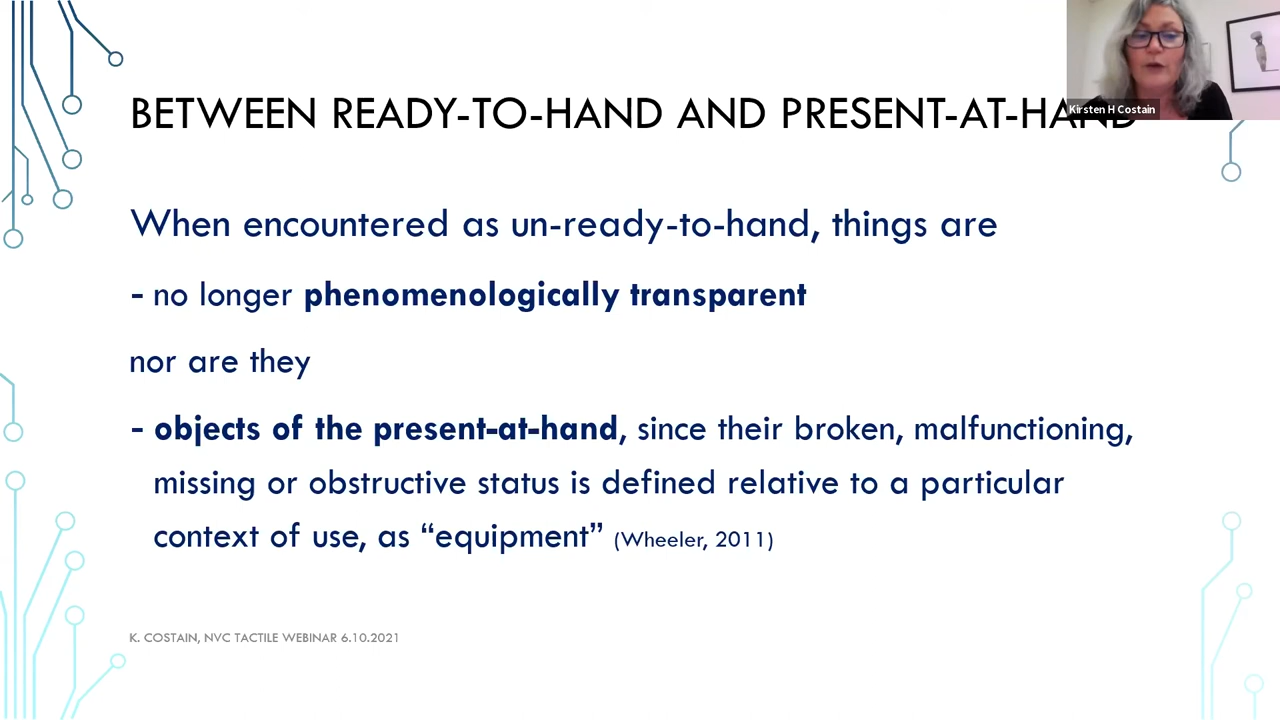 BETWEEN READY-TO-HAND AND PRESENT-AT-HAND
Kirsten H Costain
When encountered as un-ready-to-hand, things are
- no longer phenomenologically transparent
nor are they
- objects of the present-at-hand, since their broken, malfunctioning,
missing or obstructive status is defined relative to a particular
context of use, as “equipment” (Wheeler, 2011)
K. COSTAIN, NVC TACTILE WEBINAR 6.10.2021